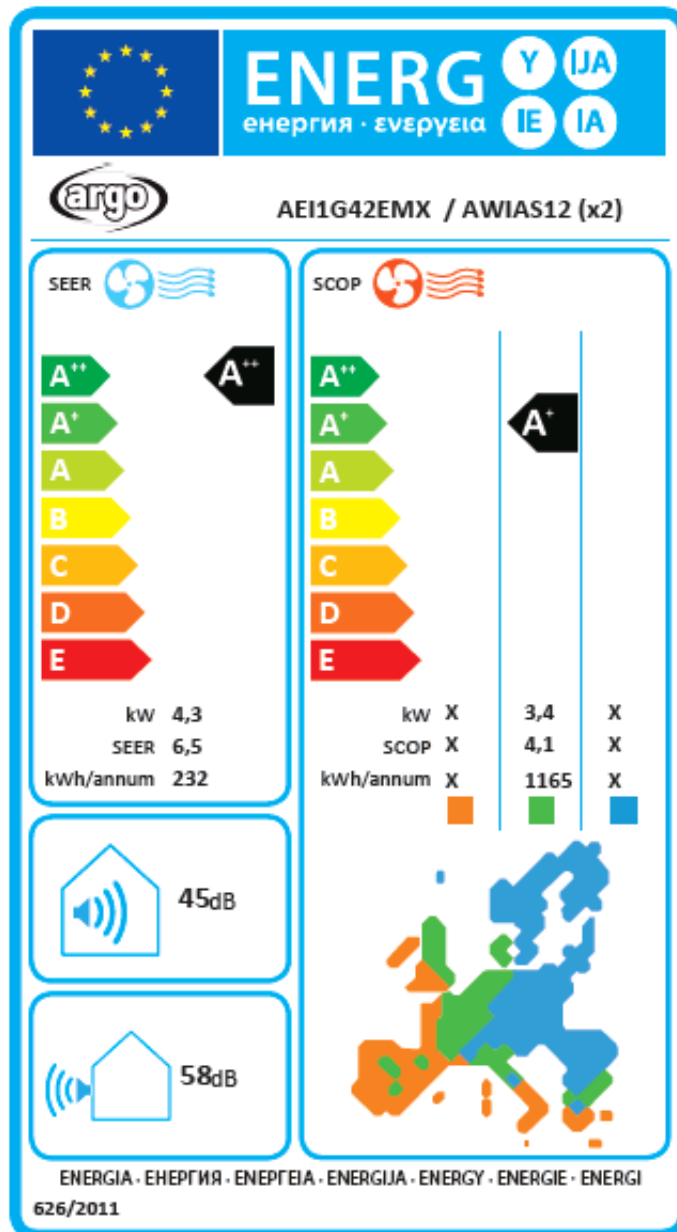 ENERG Y IJA
енергия · ενεργεια IE IA
argo
AEI1G42EMX / AWIAS12 (x2)
SEER
A++ A++
A+
A
B
C
D
E
kW 4,3
SEER 6,5
kWh/annum 232
SCOP
A++
A+ A+
A
B
C
D
E
kW X 3,4 X
SCOP X 4,1 X
kWh/annum X 1165 X
45dB
58dB
ENERGIA · ЕНЕРГИЯ · ΕΝΕΡΓΕΙΑ · ENERGIJA · ENERGY · ENERGIE · ENERGI
626/2011